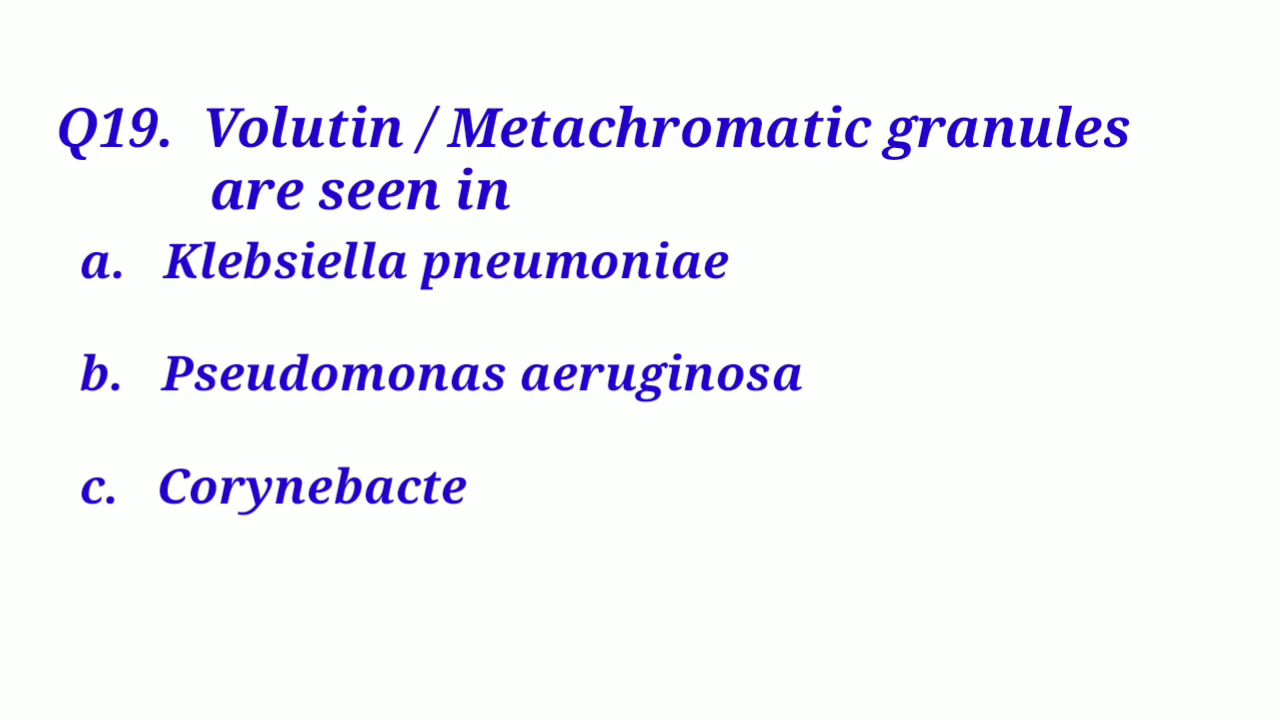 Q19. Volutin / Metachromatic granules
are seen in
a. Klebsiella pneumoniae
b. Pseudomonas aeruginosa
c. Corynebacte